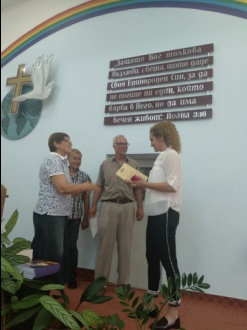 Защото Бог толкова
възлюби света, щото даде
Своя Единороден Син, за да
не погине ни един, който
вярва в Него, но да има
вечен живот. Йоана 3:16